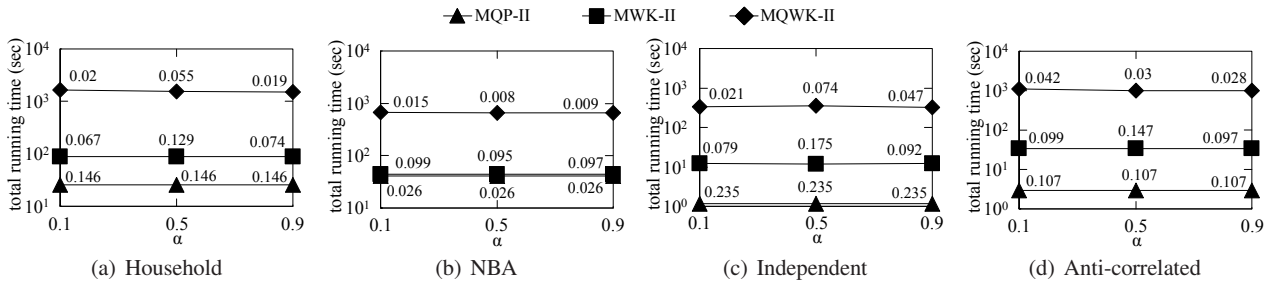 MQP-II MWK-II MQWK-II
total running time (sec)
10^4
10^3
10^2
10^1
0.02 0.055 0.019
0.067 0.129 0.074
0.146 0.146 0.146
0.1 0.5 0.9
α
(a) Household
total running time (sec)
10^4
10^3
10^2
10^1
0.015 0.008 0.009
0.099 0.095 0.097
0.026 0.026 0.026
0.1 0.5 0.9
α
(b) NBA
total running time (sec)
10^4
10^3
10^2
10^1
10^0
0.021 0.074 0.047
0.079 0.175 0.092
0.235 0.235 0.235
0.1 0.5 0.9
α
(c) Independent
total running time (sec)
10^4
10^3
10^2
10^1
10^0
0.042 0.03 0.028
0.099 0.147 0.097
0.107 0.107 0.107
0.1 0.5 0.9
α
(d) Anti-correlated